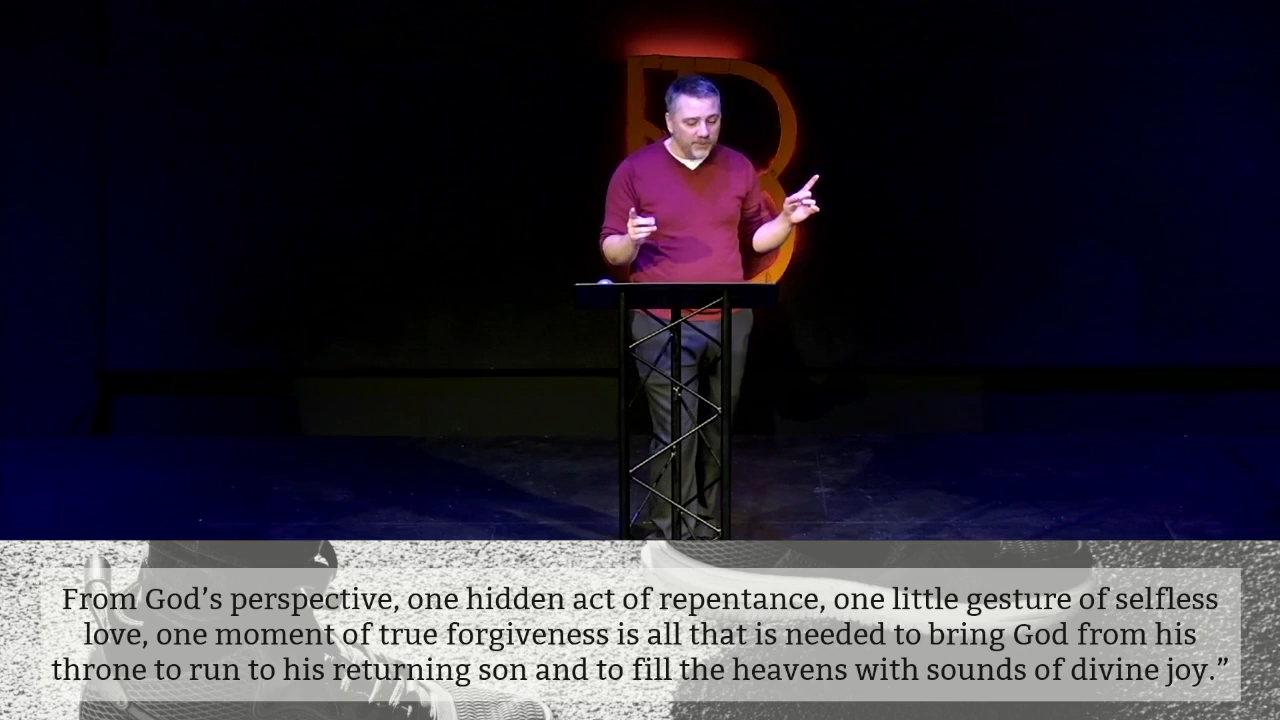 B
From God’s perspective, one hidden act of repentance, one little gesture of selfless
love, one moment of true forgiveness is all that is needed to bring God from his
throne to run to his returning son and to fill the heavens with sounds of divine joy.”